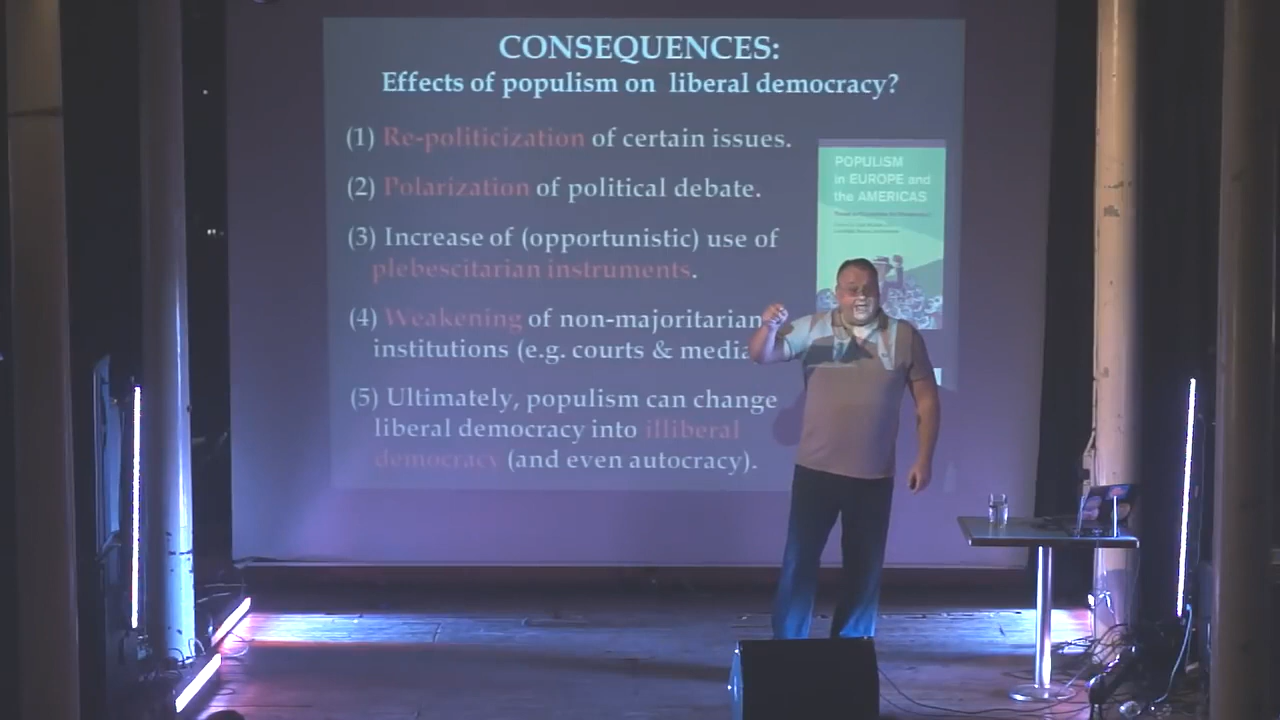 CONSEQUENCES:
Effects of populism on liberal democracy?
(1) Re-politicization of certain issues.
(2) Polarization of political debate.
(3) Increase of (opportunistic) use of
plebescitarian instruments.
(4) Weakening of non-majoritarian
institutions (e.g. courts & media
(5) Ultimately, populism can change
liberal democracy into illiberal
democracy (and even autocracy).
POPULISM
in EUROPE and
the AMERICAS